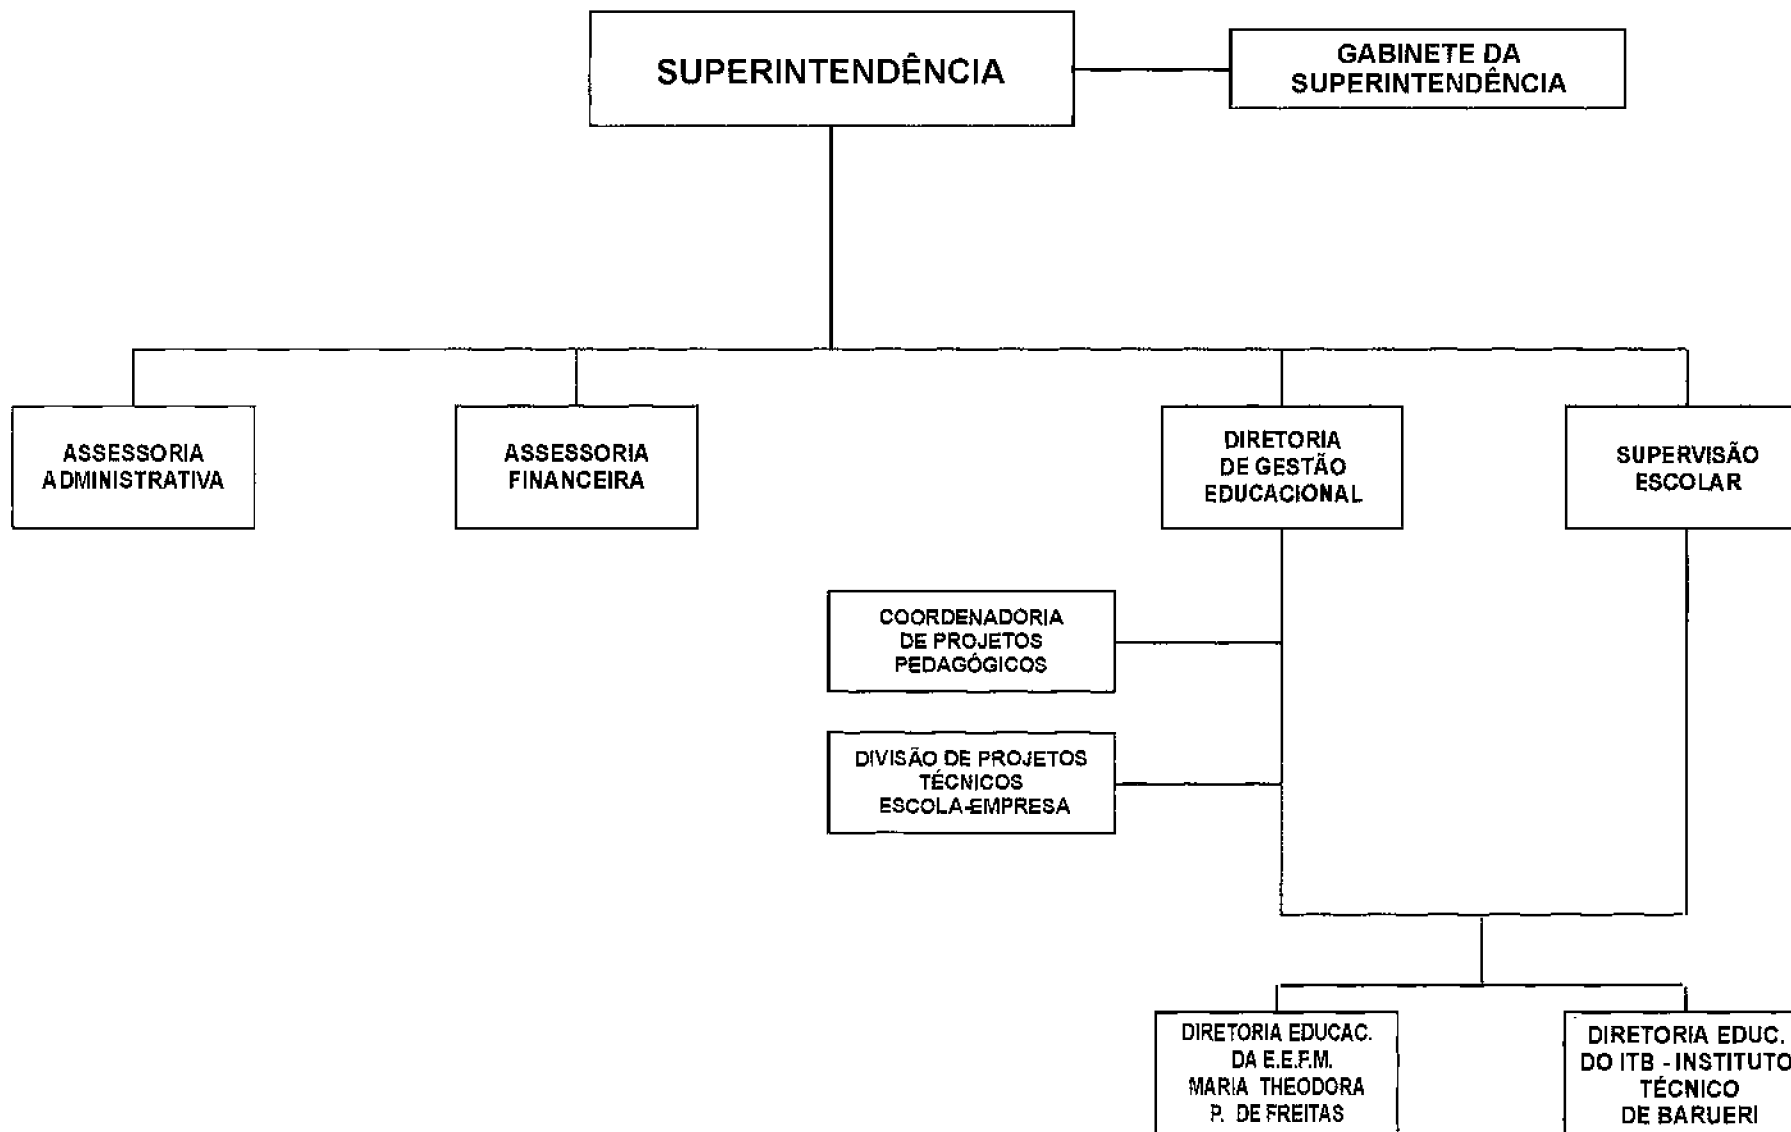 SUPERINTENDÊNCIA
GABINETE DA
SUPERINTENDÊNCIA
ASSESSORIA
ADMINISTRATIVA
ASSESSORIA
FINANCEIRA
DIRETORIA
DE GESTÃO
EDUCACIONAL
SUPERVISÃO
ESCOLAR
COORDENADORIA
DE PROJETOS
PEDAGÓGICOS
DIVISÃO DE PROJETOS
TÉCNICOS
ESCOLA-EMPRESA
DIRETORIA EDUCAC.
DA E.E.F.M.
MARIA THEODORA
P. DE FREITAS
DIRETORIA EDUC.
DO ITB - INSTITUTO
TÉCNICO
DE BARUERI